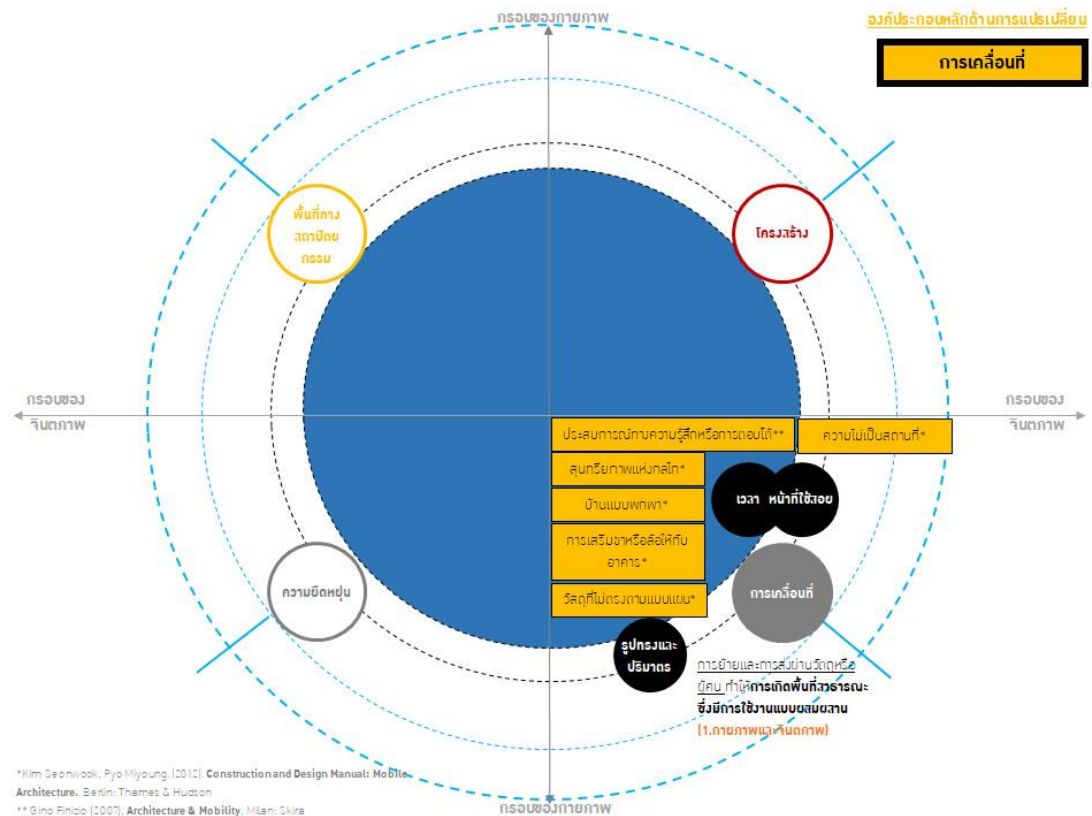 กรอบของกายภาพ
องค์ประกอบหลักด้านการแปรเปลี่ยน
การเคลื่อนที่
พื้นที่ทาง
สถาปัตย
กรรม
โครงสร้าง
กรอบของ
จินตภาพ
กรอบของ
จินตภาพ
ประสบการณ์ทางความรู้สึกหรือการตอบโต้**
ความไม่เป็นสถานที่*
สุนทรียภาพแห่งกลไก*
บ้านแบบพกพา*
เวลา หน้าที่ใช้สอย
การเสริมขาหรือล้อให้กับ
อาคาร*
วัสดุที่ไม่ตรงตามแบบแผน*
ความยืดหยุ่น
การเคลื่อนที่
รูปทรงและ
ปริมาตร
การย้ายและการส่งผ่านวัตถุหรือ
ผู้คน ทำให้การเกิดพื้นที่สาธารณะ
ซึ่งมีการใช้งานแบบผสมผสาน
(1.กายภาพและจินตภาพ)
*Kim Seonwook; Pyo Miyoung. (2012). Construction and Design Manual: Mobile
Architecture. Berlin: Thames & Hudson
** Gino Finizio (2007), Architecture & Mobility, Milan: Skira
กรอบของกายภาพ